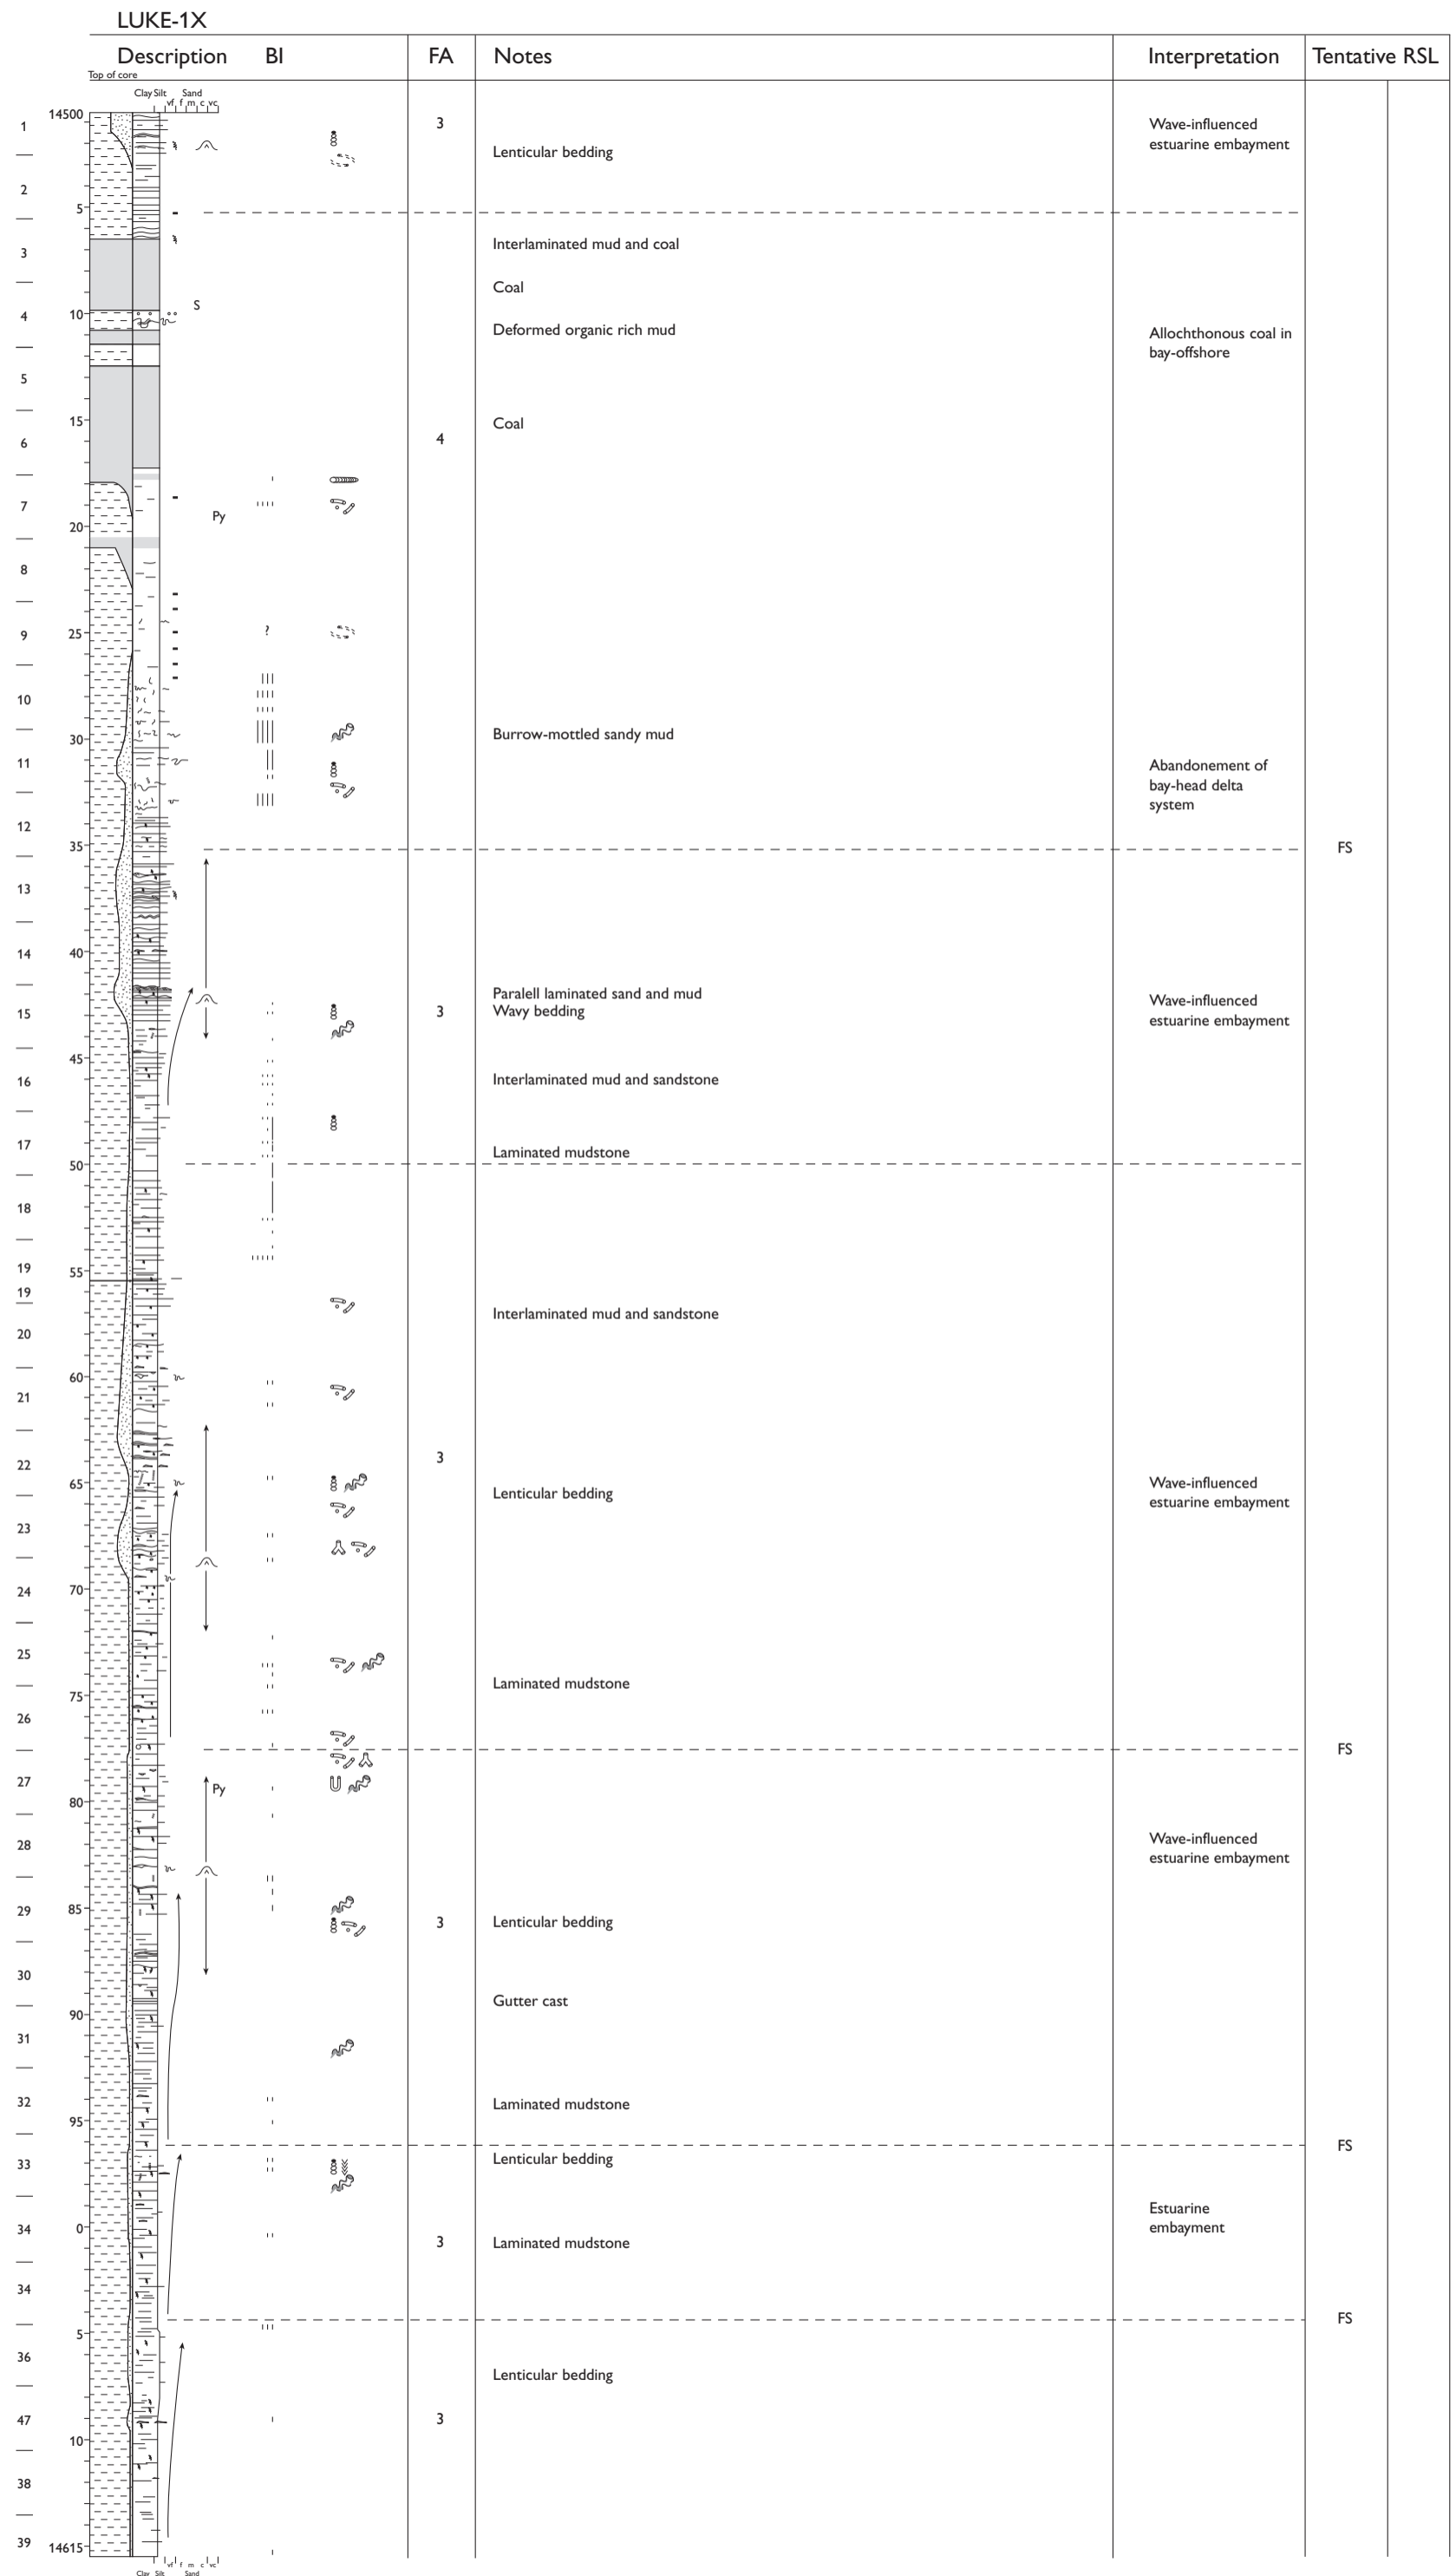 LUKE-1X
Description BI FA Notes Interpretation Tentative RSL
Top of core
Clay Silt Sand
vf f m c vc
14500
1 3 Wave-influenced
estuarine embayment
Lenticular bedding
2
5
3 Interlaminated mud and coal
Coal
S
4 10
Deformed organic rich mud Allochthonous coal in
bay-offshore
5
15 Coal
6 4
7
Py
20
8
9 25 ?
10
30 Burrow-mottled sandy mud
11 Abandonement of
bay-head delta
system
12
35 FS
13
14 40
Paralell laminated sand and mud
15 3 Wavy bedding Wave-influenced
estuarine embayment
45
16 Interlaminated mud and sandstone
17 Laminated mudstone
50
18
19
55
19
Interlaminated mud and sandstone
20
60
21
3
22
65 Lenticular bedding Wave-influenced
estuarine embayment
23
24 70
25
Laminated mudstone
75
26
FS
27 Py
80
28 Wave-influenced
estuarine embayment
29 85 3 Lenticular bedding
30
Gutter cast
90
31
32 Laminated mudstone
95
FS
33 Lenticular bedding
Estuarine
embayment
34 0
3 Laminated mudstone
34
FS
5
36
Lenticular bedding
47 3
10
38
39 14615
vf f m c vc
Clay Silt Sand